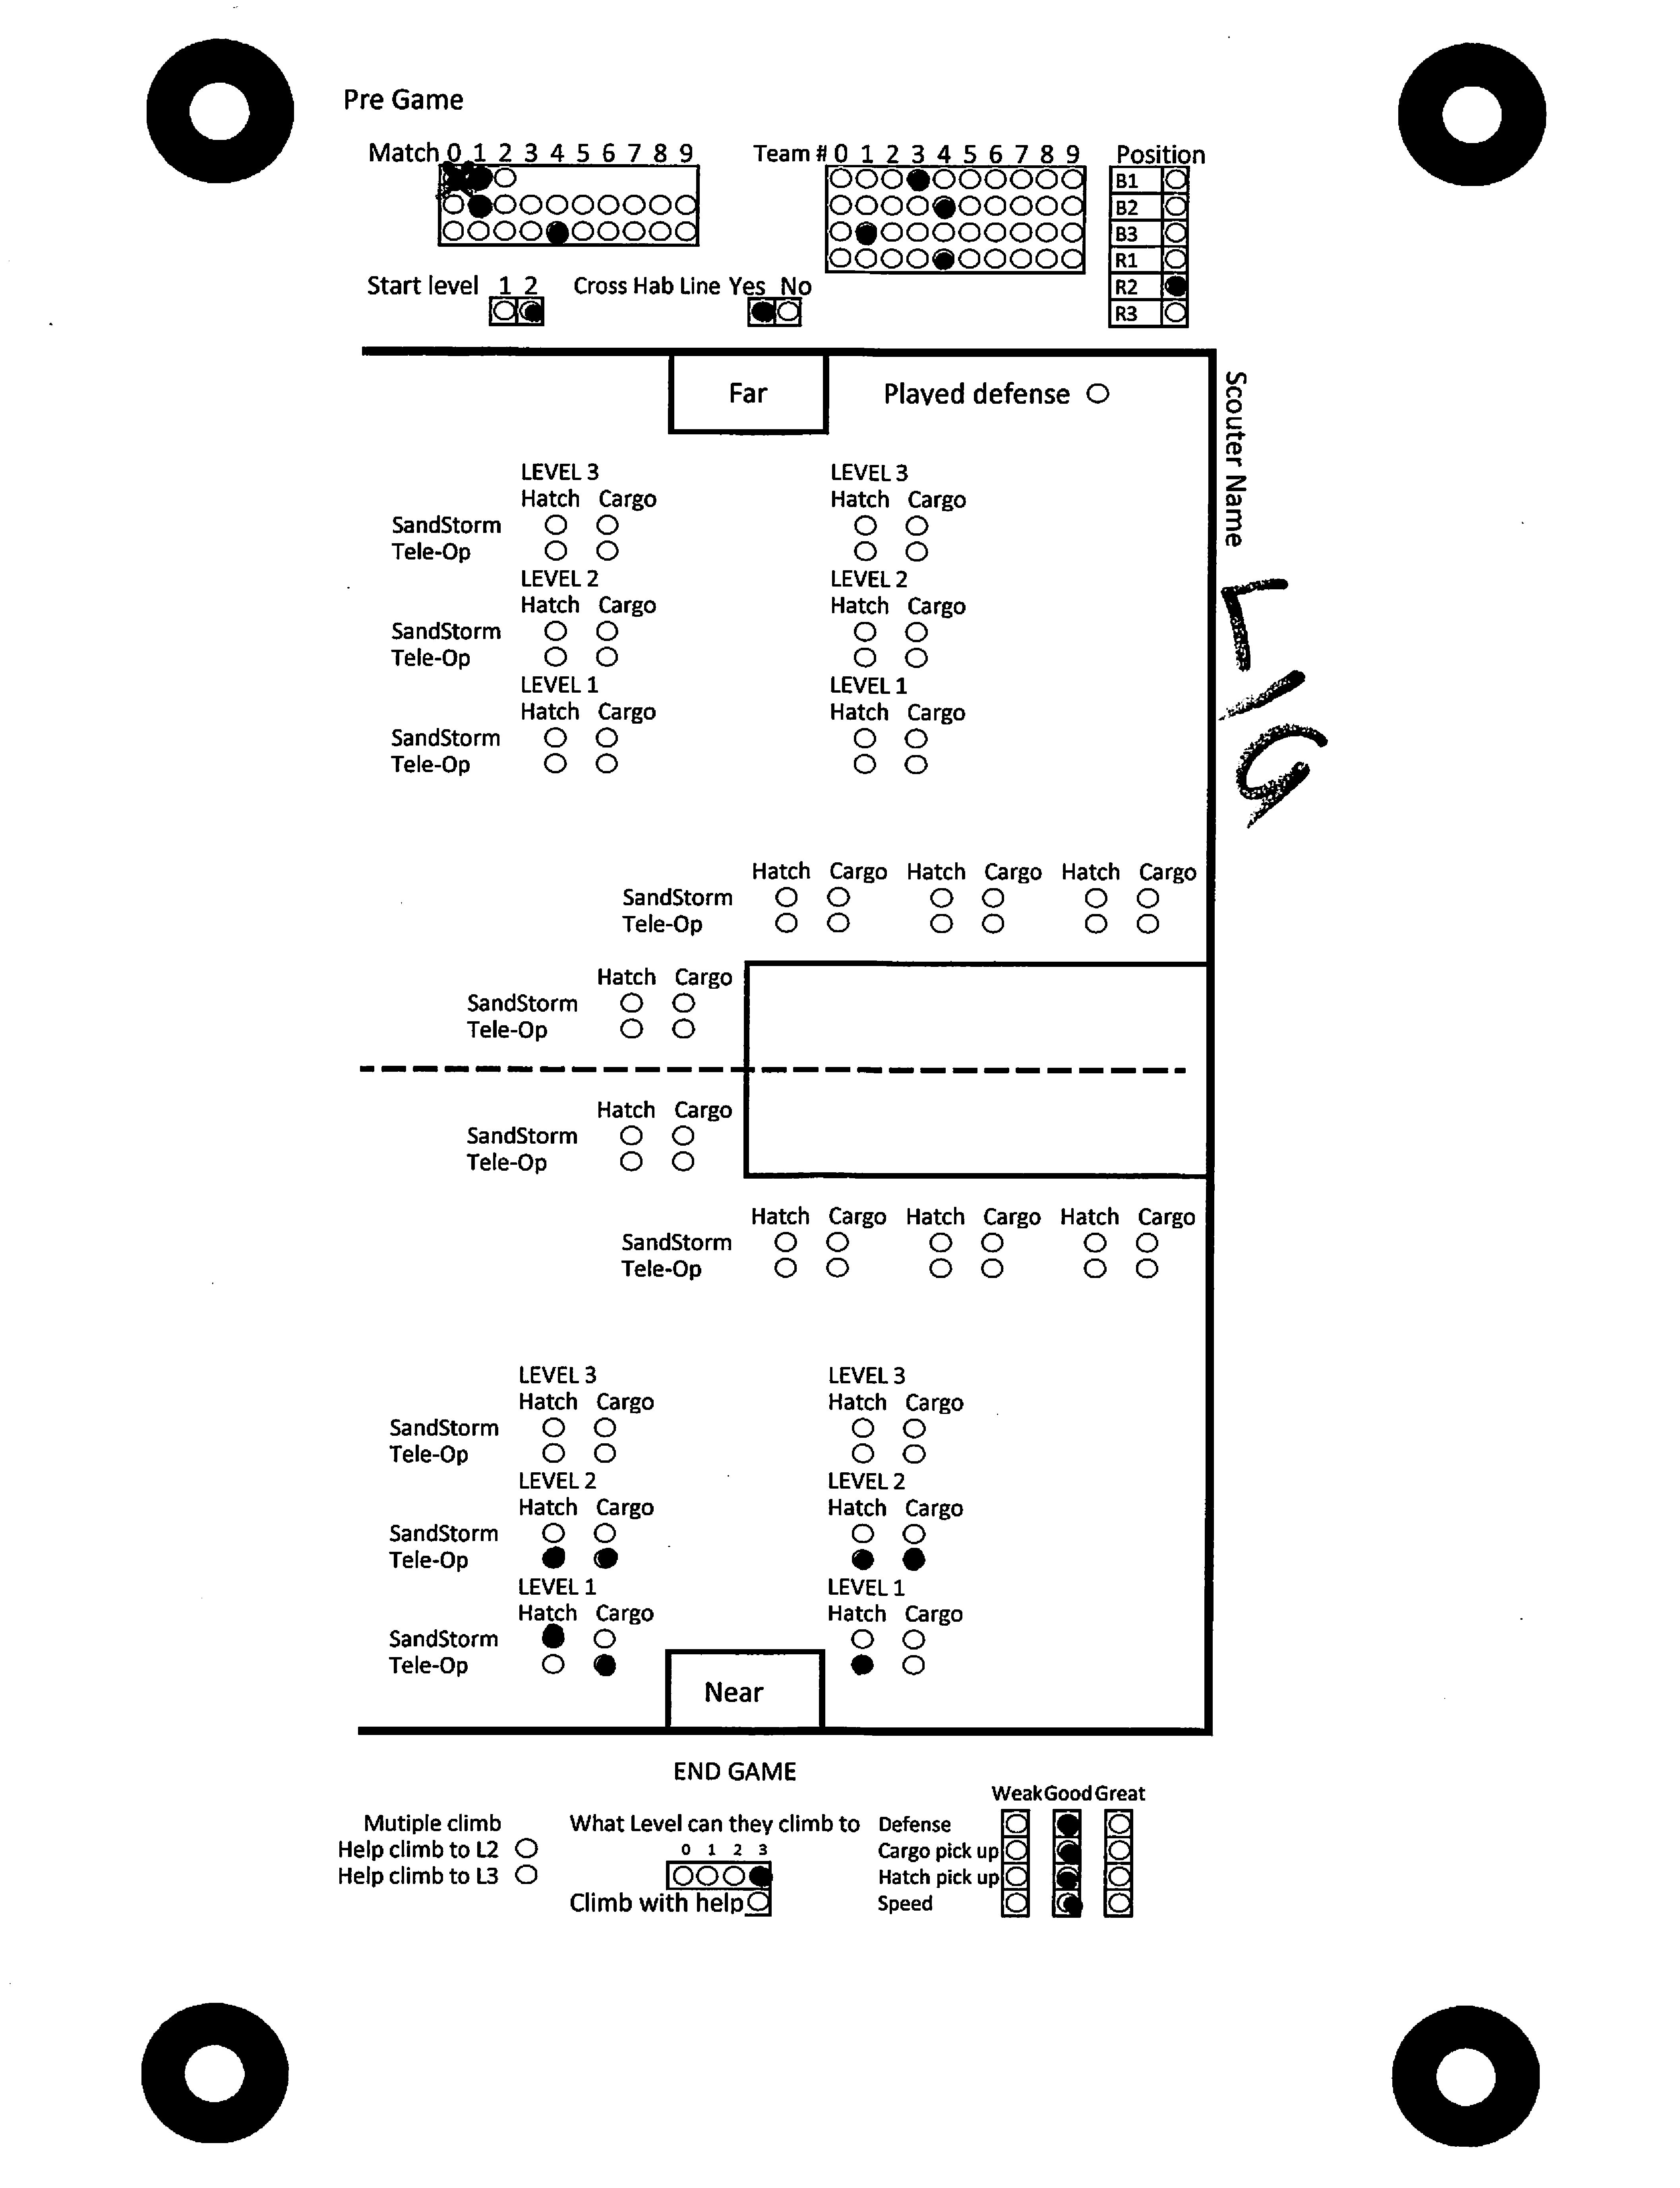 Pre Game
Match 0 1 2 3 4 5 6 7 8 9
Team # 0 1 2 3 4 5 6 7 8 9
Position
B1
B2
B3
R1
R2
R3
Start level 1 2
Cross Hab Line Yes No
Far
Played defense
Scouter Name
LEVEL 3 LEVEL 3
Hatch Cargo Hatch Cargo
SandStorm
Tele-Op
LEVEL 2 LEVEL 2
Hatch Cargo Hatch Cargo
SandStorm
Tele-Op
LEVEL 1 LEVEL 1
Hatch Cargo Hatch Cargo
SandStorm
Tele-Op
Hatch Cargo Hatch Cargo Hatch Cargo
SandStorm
Tele-Op
Hatch Cargo
SandStorm
Tele-Op
Hatch Cargo
SandStorm
Tele-Op
Hatch Cargo Hatch Cargo Hatch Cargo
SandStorm
Tele-Op
LEVEL 3 LEVEL 3
Hatch Cargo Hatch Cargo
SandStorm
Tele-Op
LEVEL 2 LEVEL 2
Hatch Cargo Hatch Cargo
SandStorm
Tele-Op
LEVEL 1 LEVEL 1
Hatch Cargo Hatch Cargo
SandStorm
Tele-Op
Near
END GAME
Mutiple climb
Help climb to L2
Help climb to L3
What Level can they climb to
0 1 2 3
Climb with help
Weak Good Great
Defense
Cargo pick up
Hatch pick up
Speed